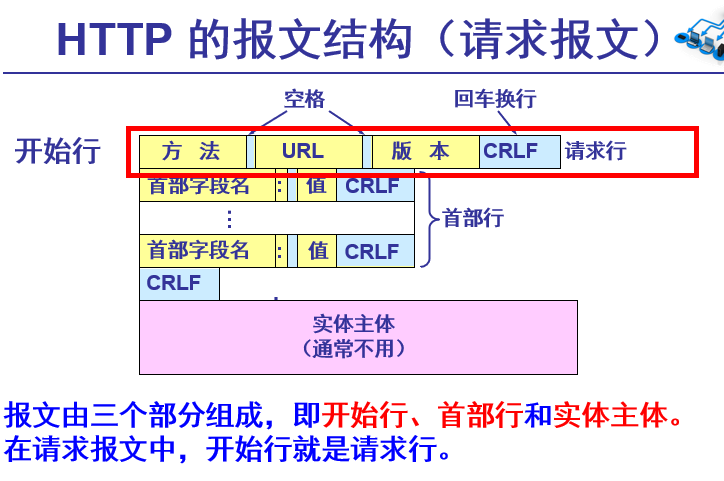 HTTP 的报文结构（请求报文）
空格 回车换行
开始行 方 法 URL 版 本 CRLF 请求行
首部字段名 : 值 CRLF
⋮ 首部行
首部字段名 : 值 CRLF
CRLF
实体主体
（通常不用）
报文由三个部分组成，即开始行、首部行和实体主体。
在请求报文中，开始行就是请求行。